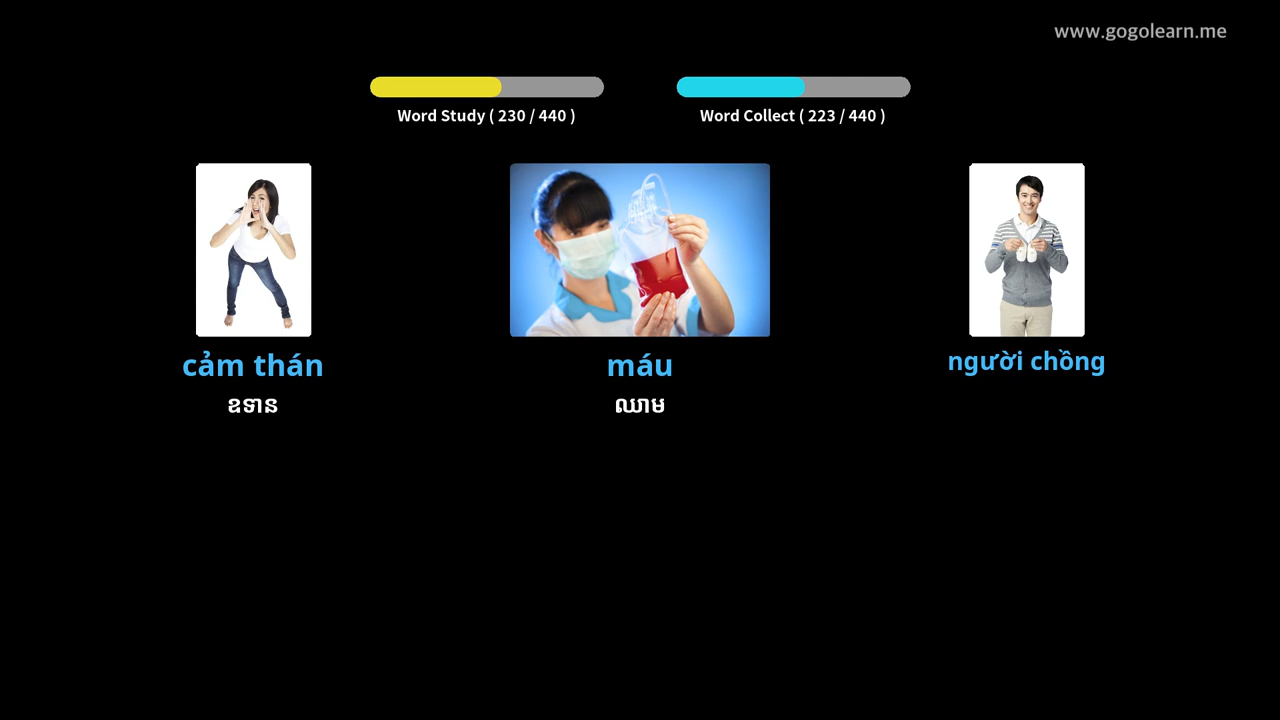 www.gogolearn.me
Word Study ( 230 / 440 )
Word Collect ( 223 / 440 )
cảm thán
máu
người chồng
ឧទាន
ឈាម